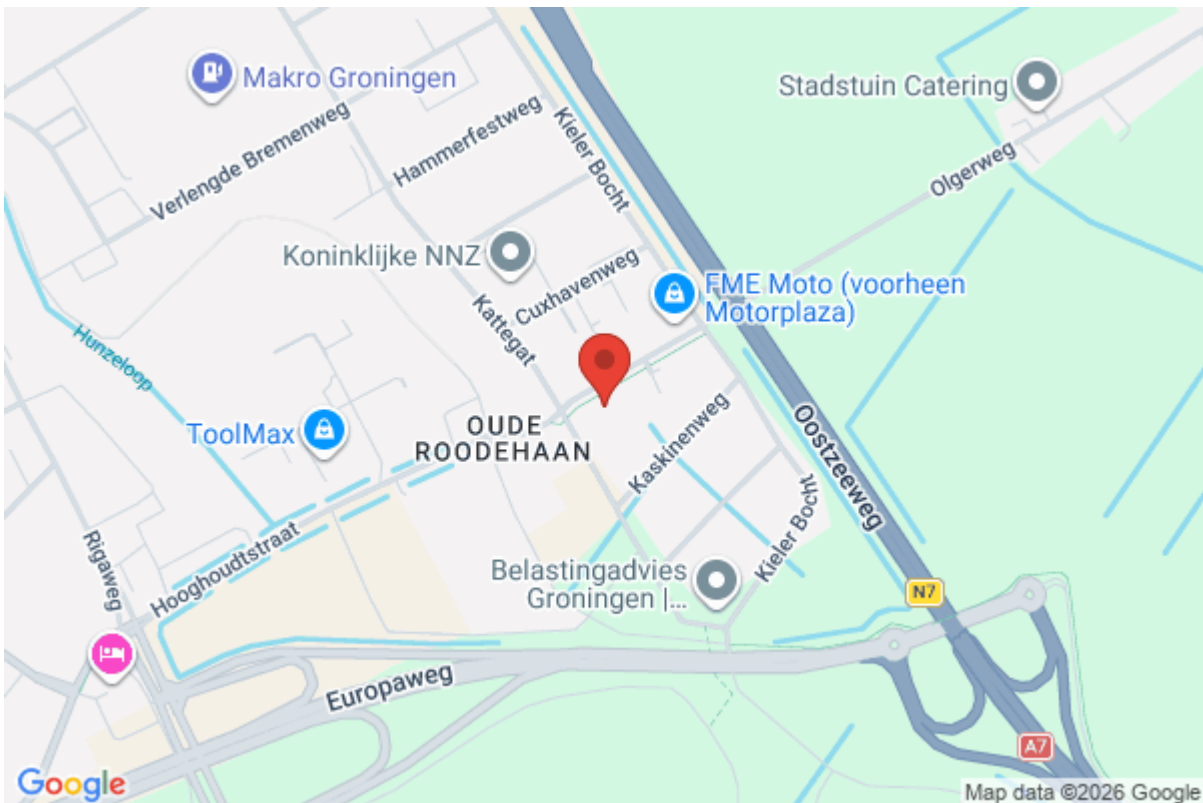 Makro Groningen
Stadstuin Catering
Hammerfestweg
Kieler Bocht
Verlengde Bremenweg
Olgerweg
Koninklijke NNZ
Cuxhavenweg
FME Moto (voorheen
Motorplaza)
Kattegat
Hunzeloop
ToolMax
OUDE
ROODEHAAN
Kaskinenweg
Oostzeeweg
Rigaweg
Hooghoudtstraat
Kieler Bocht
Belastingadvies
Groningen |...
N7
Europaweg
A7
Google
Map data ©2026 Google